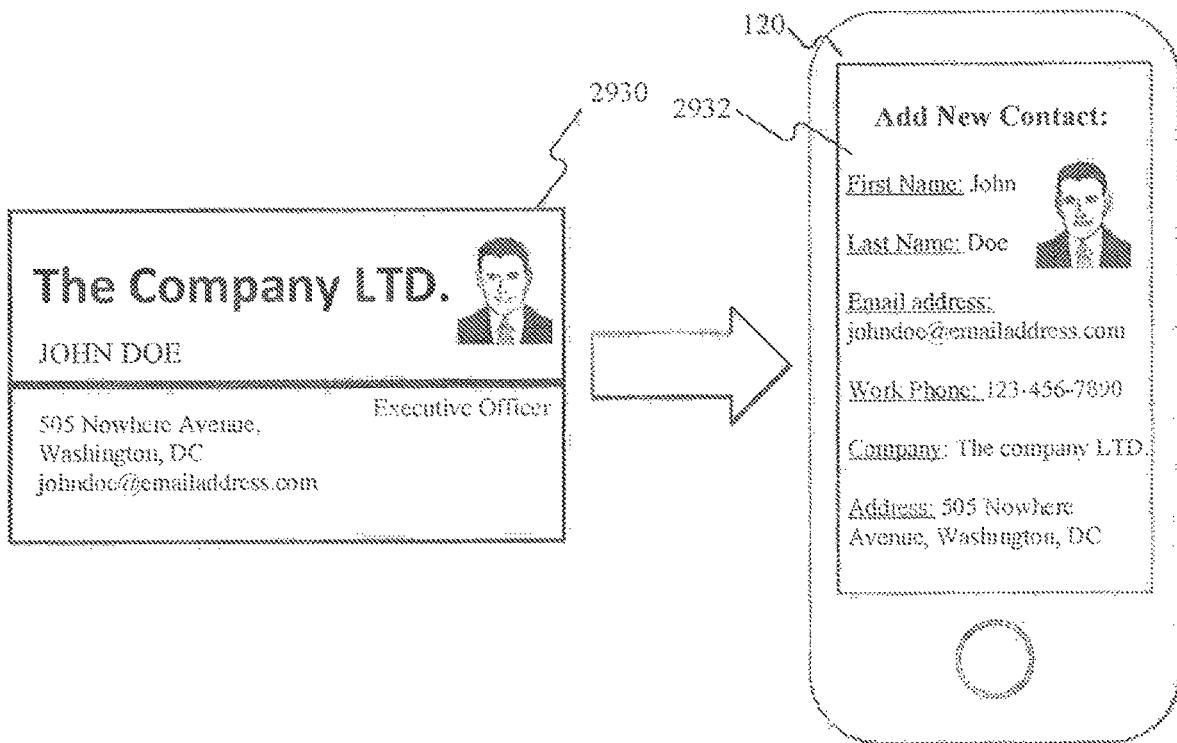 2930
The Company LTD.
JOHN DOE
Executive Officer
505 Nowhere Avenue,
Washington, DC
johndoe@emailaddress.com
120
2932
Add New Contact:
First Name: John
Last Name: Doe
Email address:
johndoe@emailaddress.com
Work Phone: 123-456-7890
Company: The company LTD.
Address: 505 Nowhere
Avenue, Washington, DC